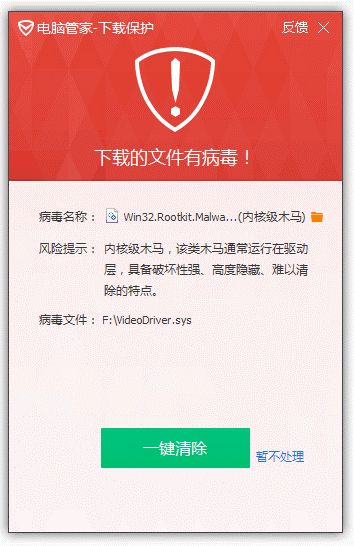 电脑管家-下载保护 反馈
下载的文件有病毒！
病毒名称： Win32.Rootkit.Malwa...(内核级木马)
风险提示： 内核级木马，该类木马通常运行在驱动
层，具备破坏性强、高度隐藏、难以清
除的特点。
病毒文件： F:\VideoDriver.sys
一键清除
暂不处理